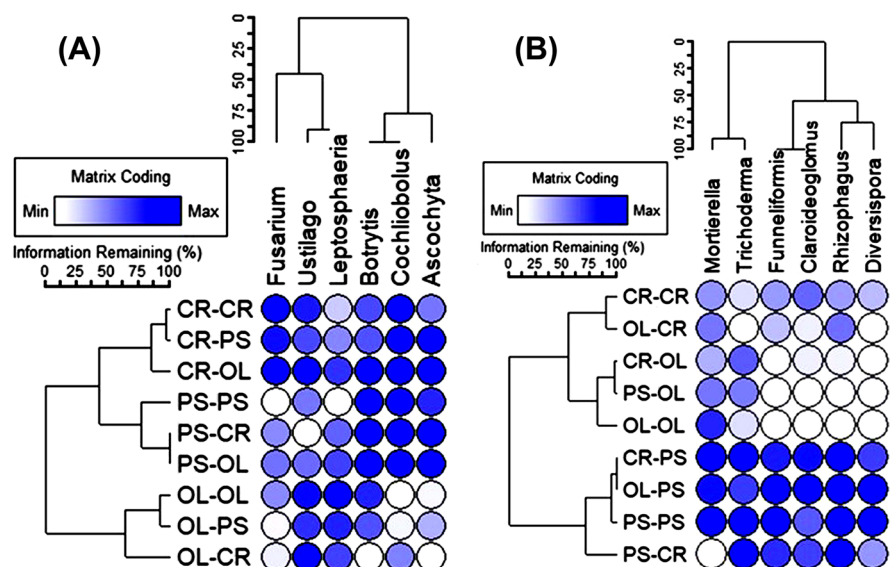 (A)
0
25
50
75
100
Matrix Coding
Min Max
Information Remaining (%)
0 25 50 75 100
Fusarium
Ustilago
Leptosphaeria
Botrytis
Cochliobolus
Ascochyta
CR-CR
CR-PS
CR-OL
PS-PS
PS-CR
PS-OL
OL-OL
OL-PS
OL-CR
(B)
0
25
50
75
100
Matrix Coding
Min Max
Information Remaining (%)
0 25 50 75 100
Mortierella
Trichoderma
Funneliformis
Claroideoglomus
Rhizophagus
Diversispora
CR-CR
OL-CR
CR-OL
PS-OL
OL-OL
CR-PS
OL-PS
PS-PS
PS-CR